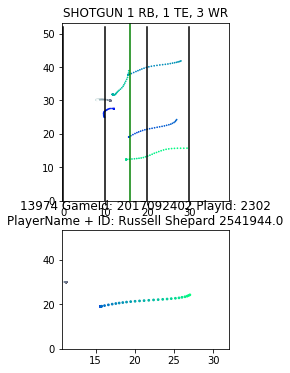 SHOTGUN 1 RB, 1 TE, 3 WR
50
40
30
20
10
0
0 10 20 30
13974 GameId: 2017092402 PlayId: 2302
PlayerName + ID: Russell Shepard 2541944.0
40
20
0
15 20 25 30